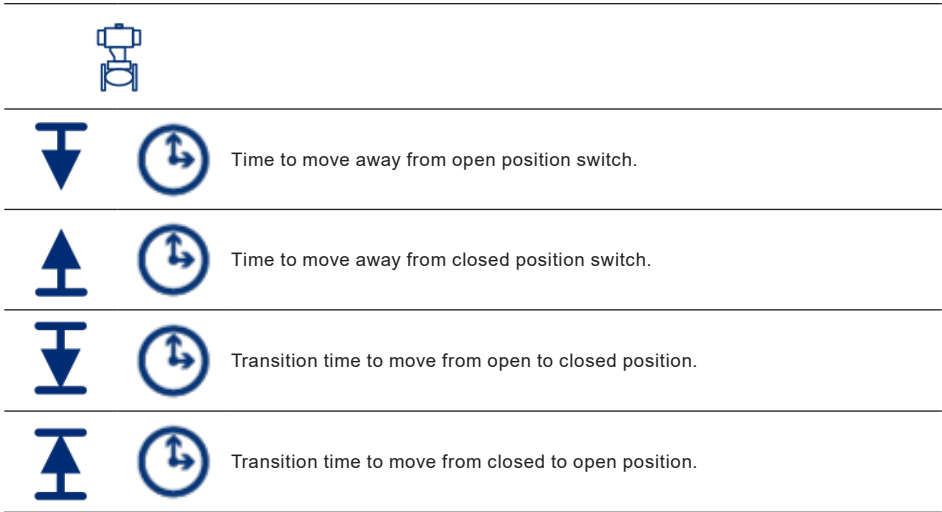 Time to move away from open position switch.
Time to move away from closed position switch.
Transition time to move from open to closed position.
Transition time to move from closed to open position.